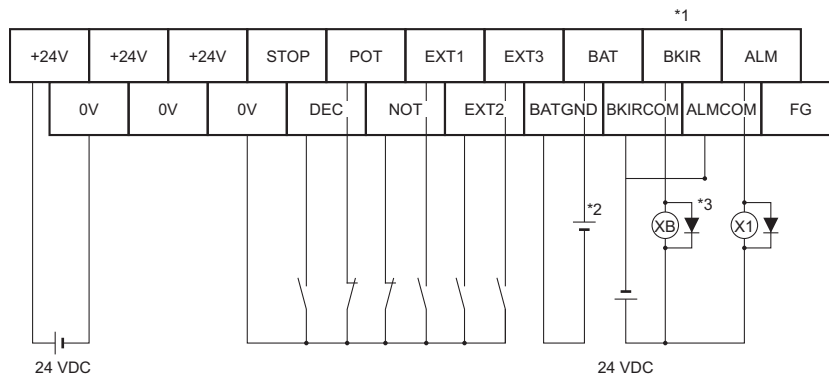 *1
+24V +24V +24V STOP POT EXT1 EXT3 BAT BKIR ALM
0V 0V 0V DEC NOT EXT2 BATGND BKIRCOM ALMCOM FG
*2 *3
XB X1
24 VDC 24 VDC